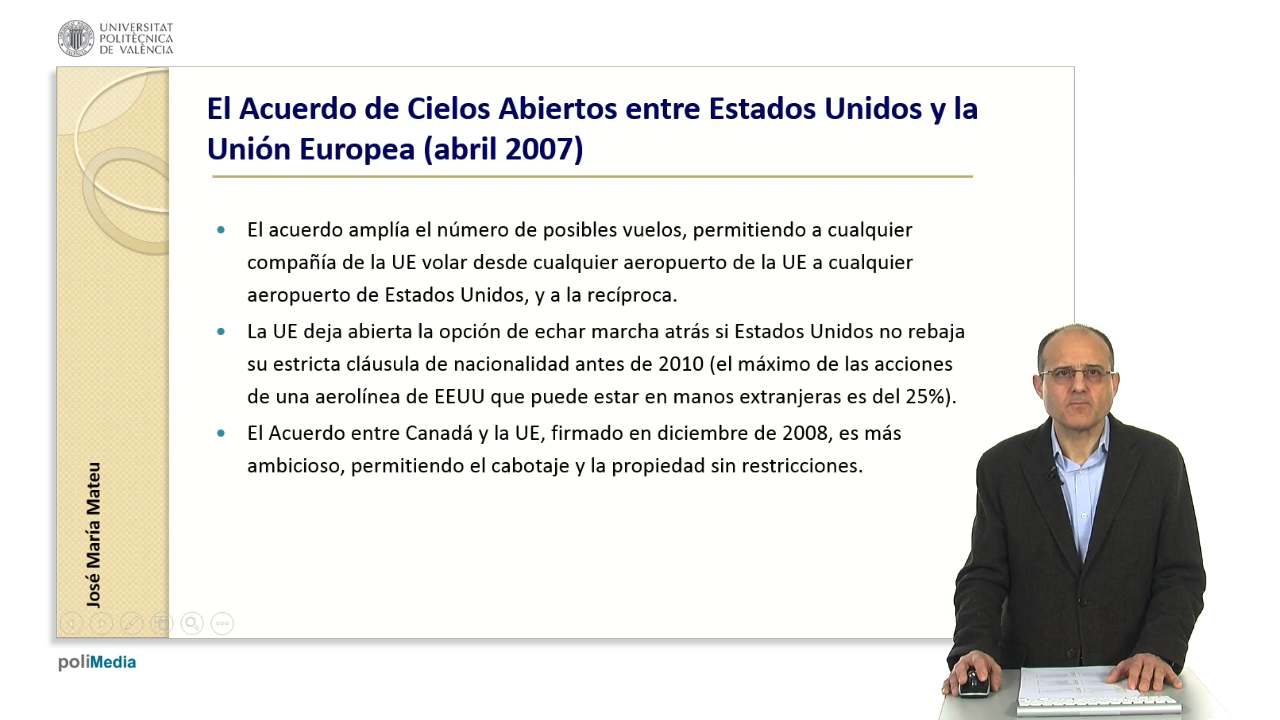 UNIVERSITAT
POLITÈCNICA
DE VALÈNCIA
El Acuerdo de Cielos Abiertos entre Estados Unidos y la
Unión Europea (abril 2007)
El acuerdo amplía el número de posibles vuelos, permitiendo a cualquier
compañía de la UE volar desde cualquier aeropuerto de la UE a cualquier
aeropuerto de Estados Unidos, y a la recíproca.
La UE deja abierta la opción de echar marcha atrás si Estados Unidos no rebaja
su estricta cláusula de nacionalidad antes de 2010 (el máximo de las acciones
de una aerolínea de EEUU que puede estar en manos extranjeras es del 25%).
El Acuerdo entre Canadá y la UE, firmado en diciembre de 2008, es más
ambicioso, permitiendo el cabotaje y la propiedad sin restricciones.
José María Mateu
poliMedia